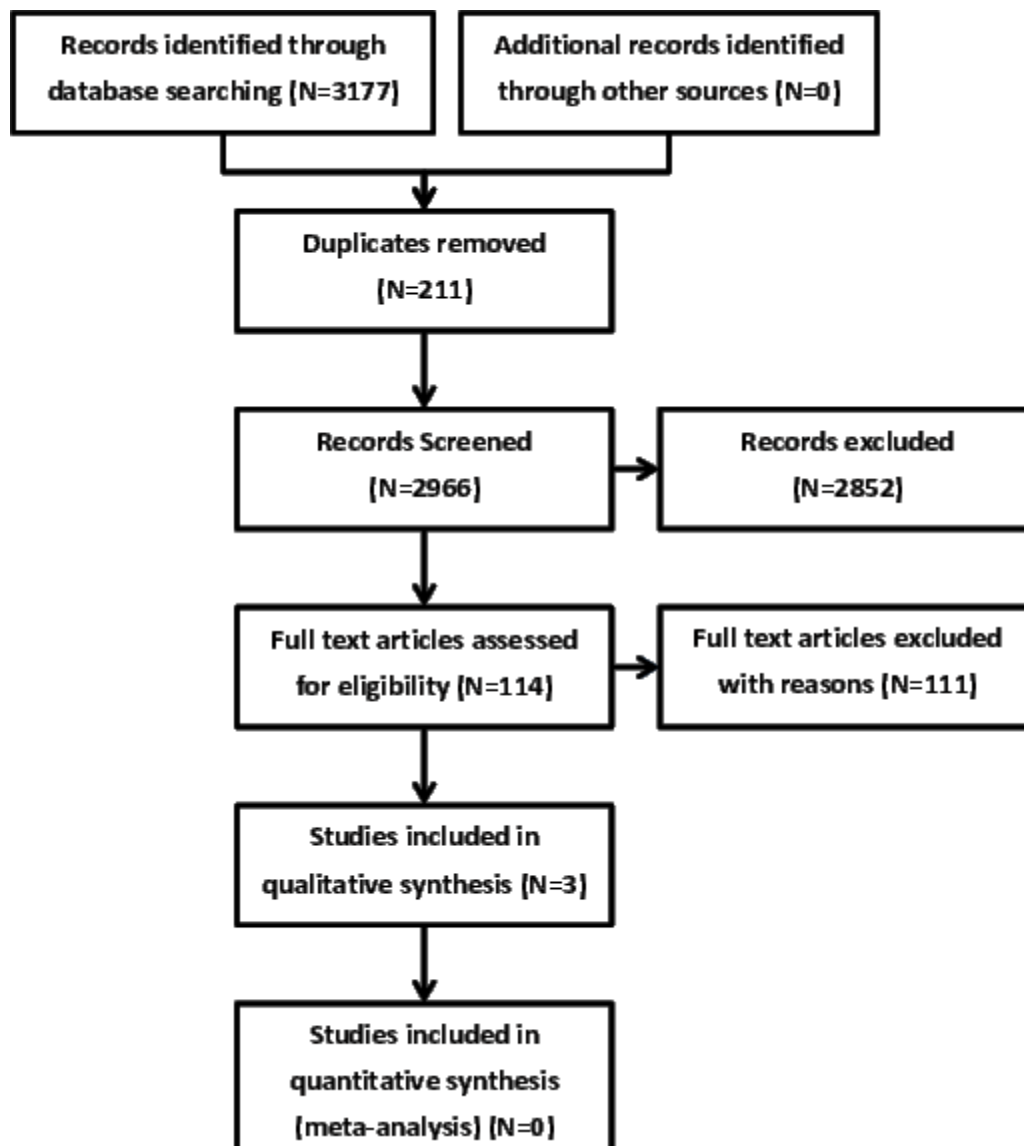 Records identified through
database searching (N=3177)
Additional records identified
through other sources (N=0)
Duplicates removed
(N=211)
Records Screened
(N=2966)
Records excluded
(N=2852)
Full text articles assessed
for eligibility (N=114)
Full text articles excluded
with reasons (N=111)
Studies included in
qualitative synthesis (N=3)
Studies included in
quantitative synthesis
(meta-analysis) (N=0)